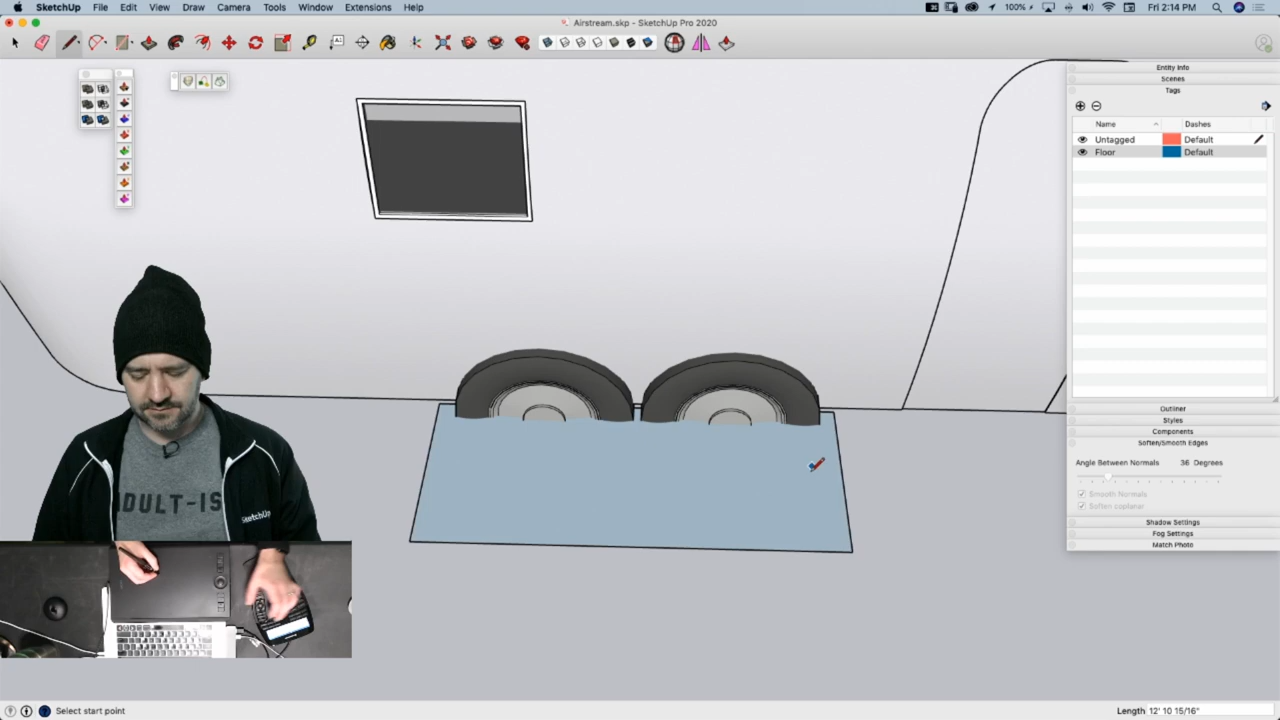 SketchUp File Edit View Draw Camera Tools Window Extensions Help 100% Fri 2:14 PM
Airstream.skp - SketchUp Pro 2020
Entity Info
Scenes
Tags
Name Dashes
Untagged Default
Floor Default
Outliner
Styles
Components
Soften/Smooth Edges
Angle Between Normals 36 Degrees
Smooth Normals
Soften coplanar
Shadow Settings
Fog Settings
Match Photo
DULT-IS
SketchUp
Select start point
Length 12' 10 15/16"